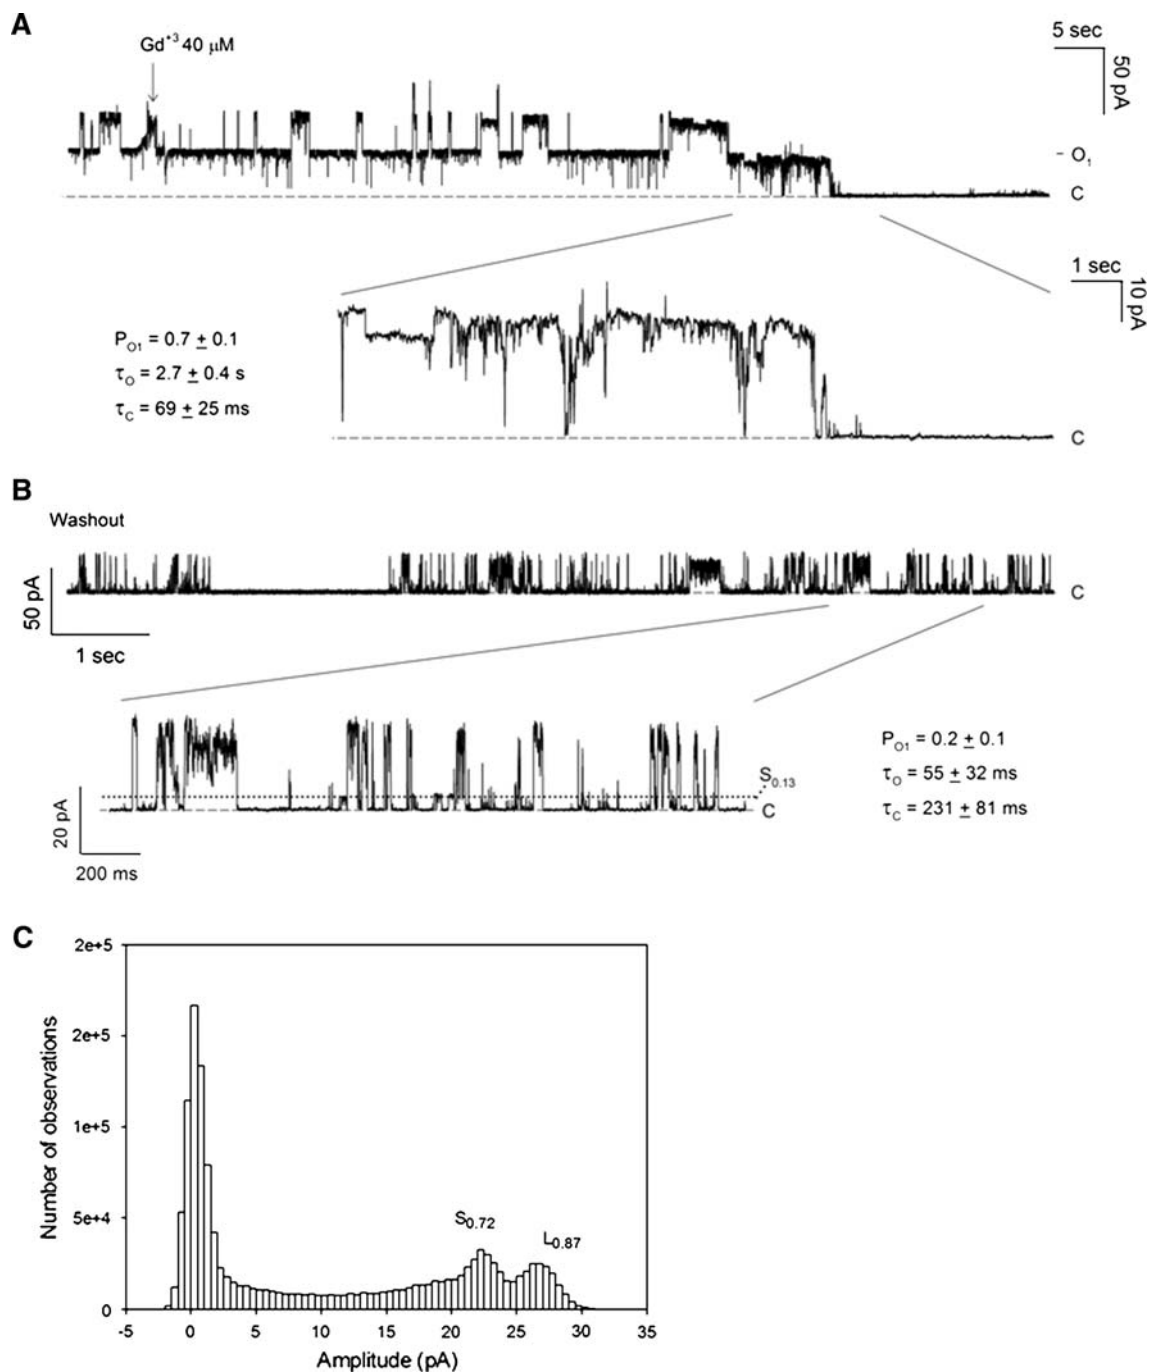 A
Gd+3 40 μM
5 sec
50 pA
- O1
C
1 sec
10 pA
PO1 = 0.7 ± 0.1
τO = 2.7 ± 0.4 s
τC = 69 ± 25 ms
C
B
Washout
50 pA
1 sec
C
20 pA
200 ms
S0.13
C
PO1 = 0.2 ± 0.1
τO = 55 ± 32 ms
τC = 231 ± 81 ms
C
Number of observations
2e+5
2e+5
1e+5
5e+4
0
S0.72
L0.87
-5 0 5 10 15 20 25 30 35
Amplitude (pA)